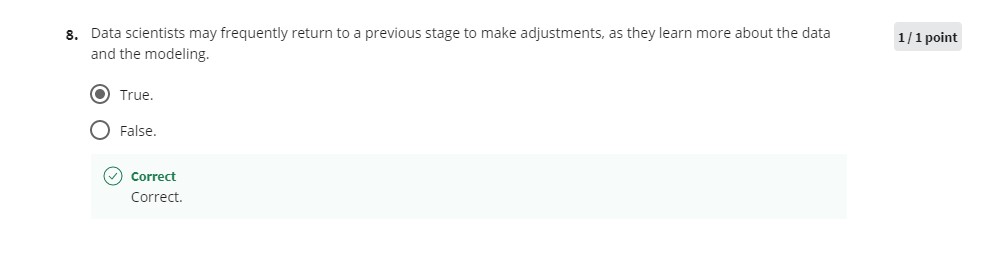 8. Data scientists may frequently return to a previous stage to make adjustments, as they learn more about the data
and the modeling.
1 / 1 point
True.
False.
Correct
Correct.